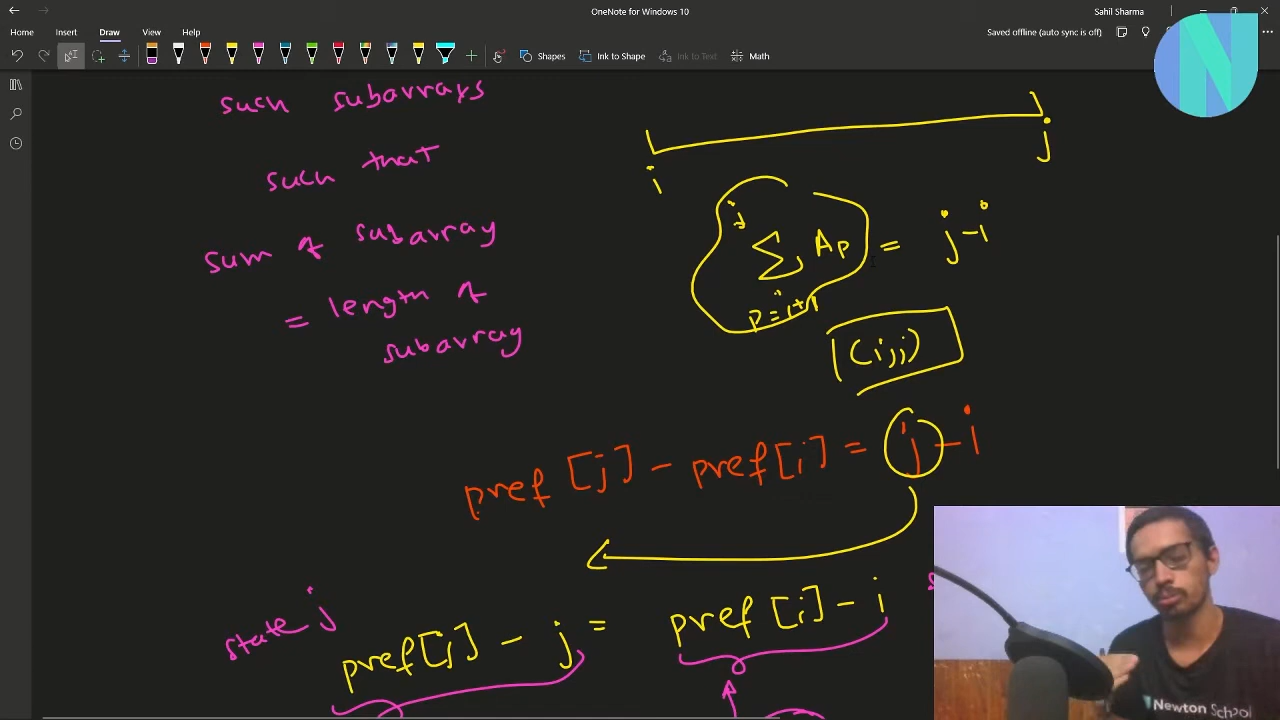 OneNote for Windows 10
Sahil Sharma
Home Insert Draw View Help
Saved offline (auto sync is off)
Shapes Ink to Shape Ink to Text Math
such subarrays
such that
sum of subarray
= length of
subarray
i j
j
∑ Ap = j-i
p=i+1
(i,j)
pref [j] - pref[i] = j - i
state j
pref[j] - j = pref [i] - i
Newton School